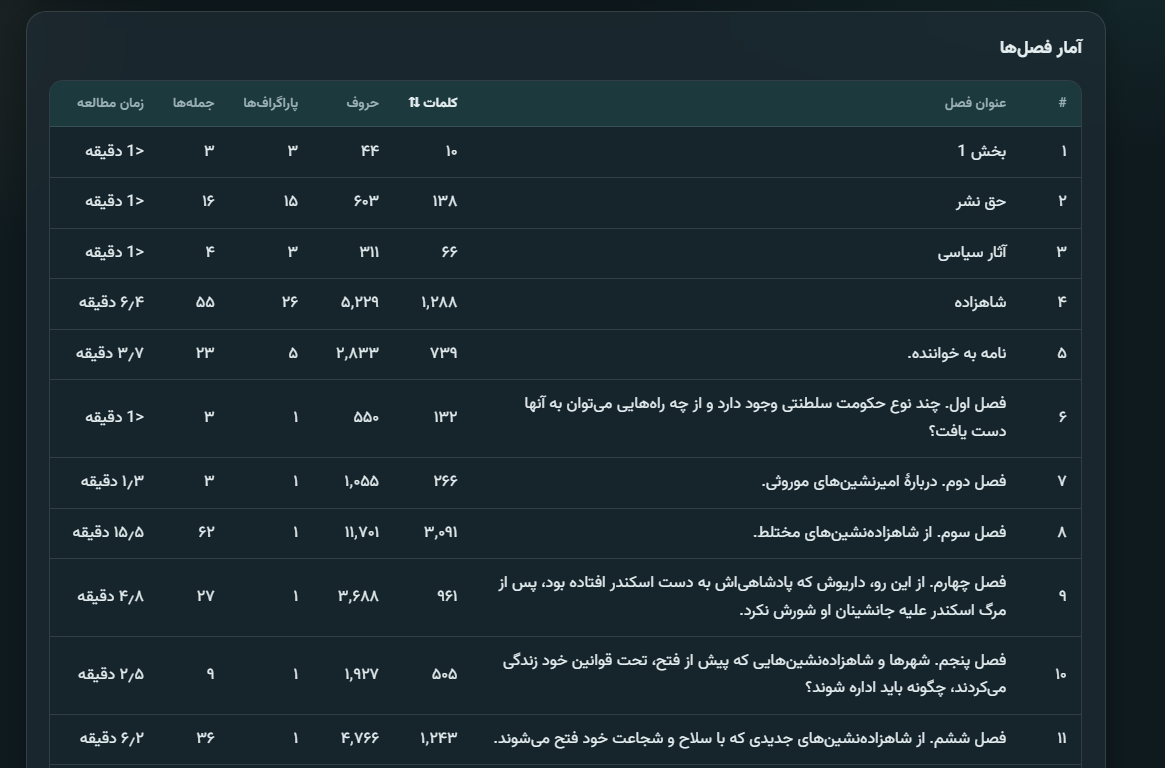 آمار فصل‌ها
# عنوان فصل کلمات ⇅ حروف پاراگراف‌ها جمله‌ها زمان مطالعه
۱ بخش 1 ۱۰ ۴۴ ۳ ۳ <1 دقیقه
۲ حق نشر ۱۳۸ ۶۰۳ ۱۵ ۱۶ <1 دقیقه
۳ آثار سیاسی ۶۶ ۳۱۱ ۳ ۴ <1 دقیقه
۴ شاهزاده ۱,۲۸۸ ۵,۲۲۹ ۲۶ ۵۵ ۶٫۴ دقیقه
۵ نامه به خواننده. ۷۳۹ ۲,۸۳۳ ۵ ۲۳ ۳٫۷ دقیقه
۶ فصل اول. چند نوع حکومت سلطنتی وجود دارد و از چه راه‌هایی می‌توان به آنها
دست یافت؟ ۱۳۲ ۵۵۰ ۱ ۳ <1 دقیقه
۷ فصل دوم. دربارهٔ امیرنشین‌های موروثی. ۲۶۶ ۱,۰۵۵ ۱ ۳ ۱٫۳ دقیقه
۸ فصل سوم. از شاهزاده‌نشین‌های مختلط. ۳,۰۹۱ ۱۱,۷۰۱ ۱ ۶۲ ۱۵٫۵ دقیقه
۹ فصل چهارم. از این رو، داریوش که پادشاهی‌اش به دست اسکندر افتاده بود، پس از
مرگ اسکندر علیه جانشینان او شورش نکرد. ۹۶۱ ۳,۶۸۸ ۱ ۲۷ ۴٫۸ دقیقه
۱۰ فصل پنجم. شهرها و شاهزاده‌نشین‌هایی که پیش از فتح، تحت قوانین خود زندگی
می‌کردند، چگونه باید اداره شوند؟ ۵۰۵ ۱,۹۲۷ ۱ ۹ ۲٫۵ دقیقه
۱۱ فصل ششم. از شاهزاده‌نشین‌های جدیدی که با سلاح و شجاعت خود فتح می‌شوند. ۱,۲۴۳ ۴,۷۶۶ ۱ ۳۶ ۶٫۲ دقیقه